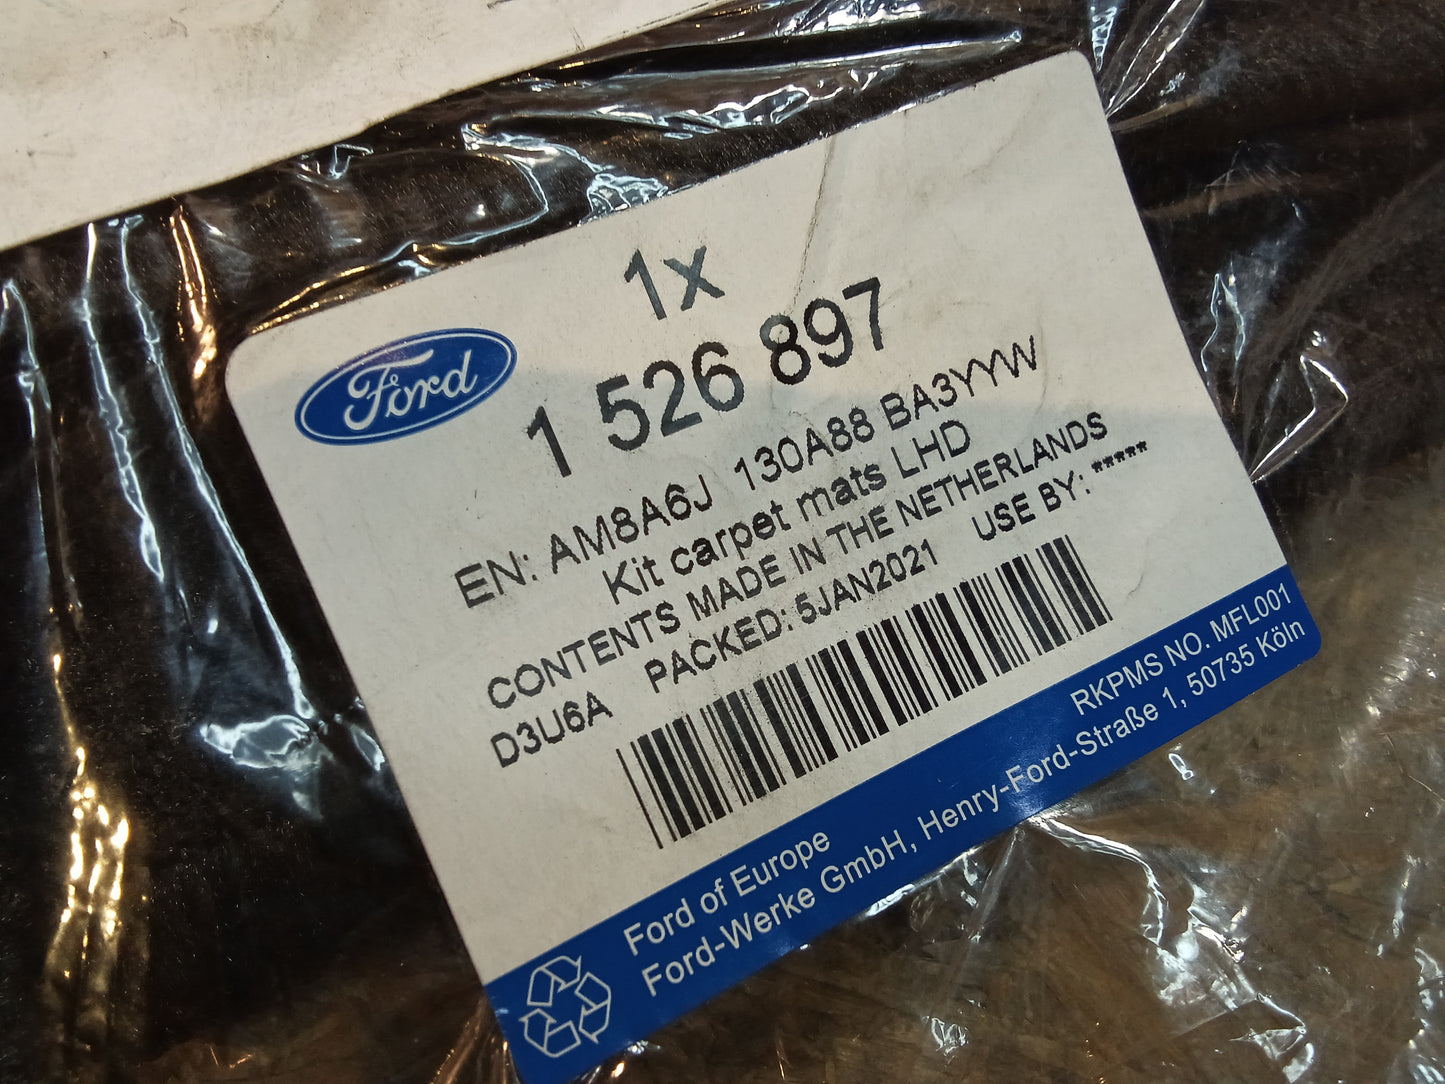 1x
Ford
1 526 897
EN: AM8A6J 130A88 BA3YYW
Kit carpet mats LHD
CONTENTS MADE IN THE NETHERLANDS
D3U6A PACKED: 5JAN2021 USE BY: *****
RKPMS NO. MFL001
Ford of Europe
Ford-Werke GmbH, Henry-Ford-Straße 1, 50735 Köln